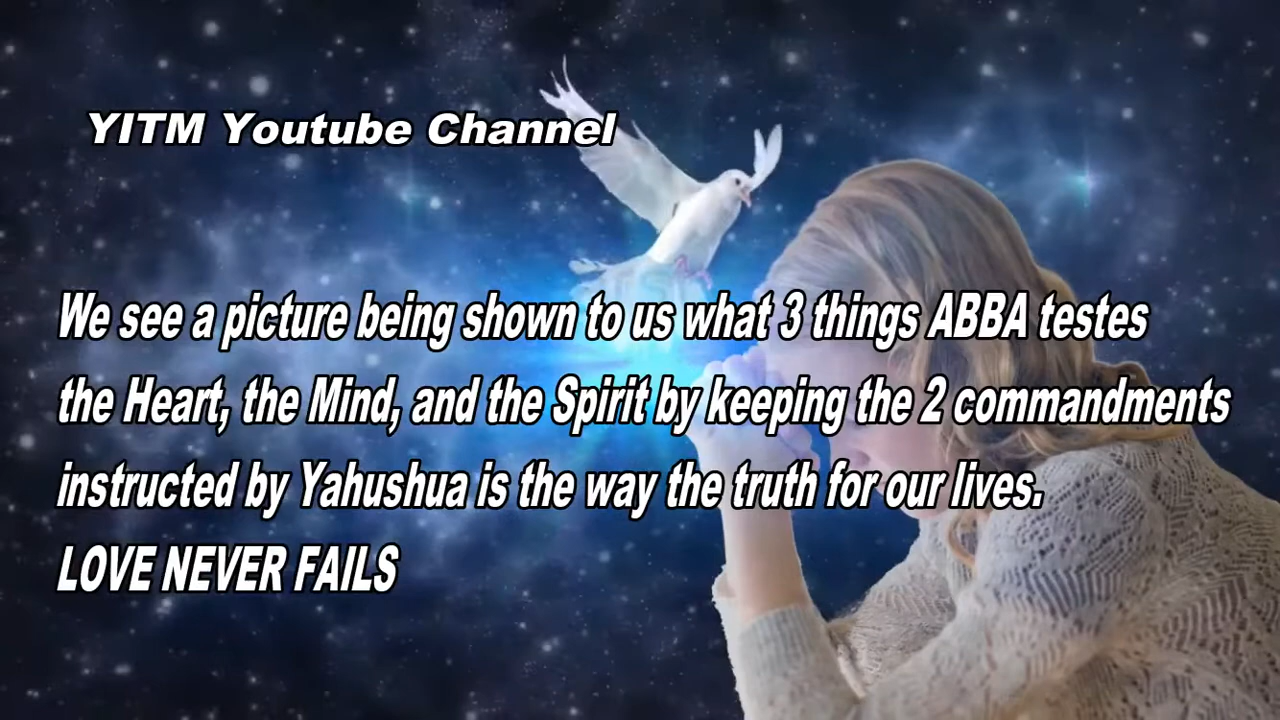 YITM Youtube Channel
We see a picture being shown to us what 3 things ABBA testes
the Heart, the Mind, and the Spirit by keeping the 2 commandments
instructed by Yahushua is the way the truth for our lives.
LOVE NEVER FAILS